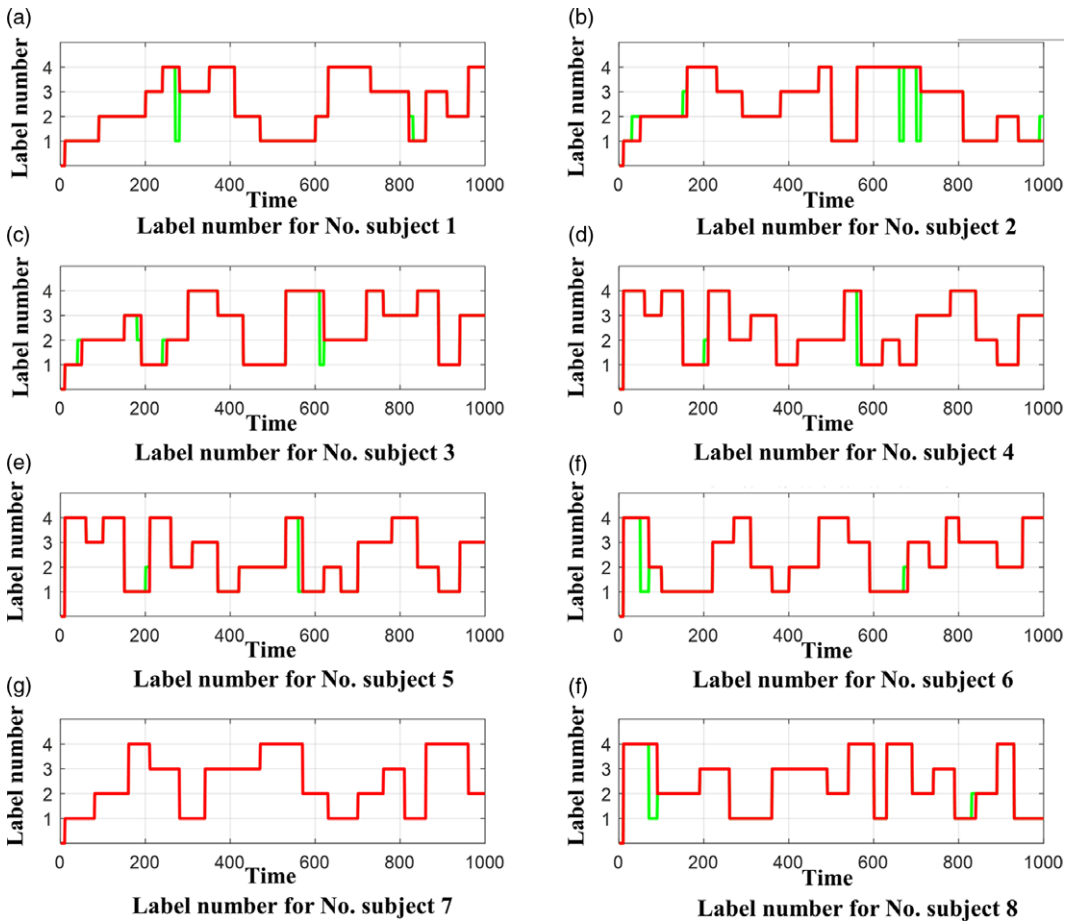 (a)
Label number
4
3
2
1
0 200 400 600 800 1000
Time
Label number for No. subject 1
(b)
Label number
4
3
2
1
0 200 400 600 800 1000
Time
Label number for No. subject 2
(c)
Label number
4
3
2
1
0 200 400 600 800 1000
Time
Label number for No. subject 3
(d)
Label number
4
3
2
1
0 200 400 600 800 1000
Time
Label number for No. subject 4
(e)
Label number
4
3
2
1
0 200 400 600 800 1000
Time
Label number for No. subject 5
(f)
Label number
4
3
2
1
0 200 400 600 800 1000
Time
Label number for No. subject 6
(g)
Label number
4
3
2
1
0 200 400 600 800 1000
Time
Label number for No. subject 7
(f)
Label number
4
3
2
1
0 200 400 600 800 1000
Time
Label number for No. subject 8